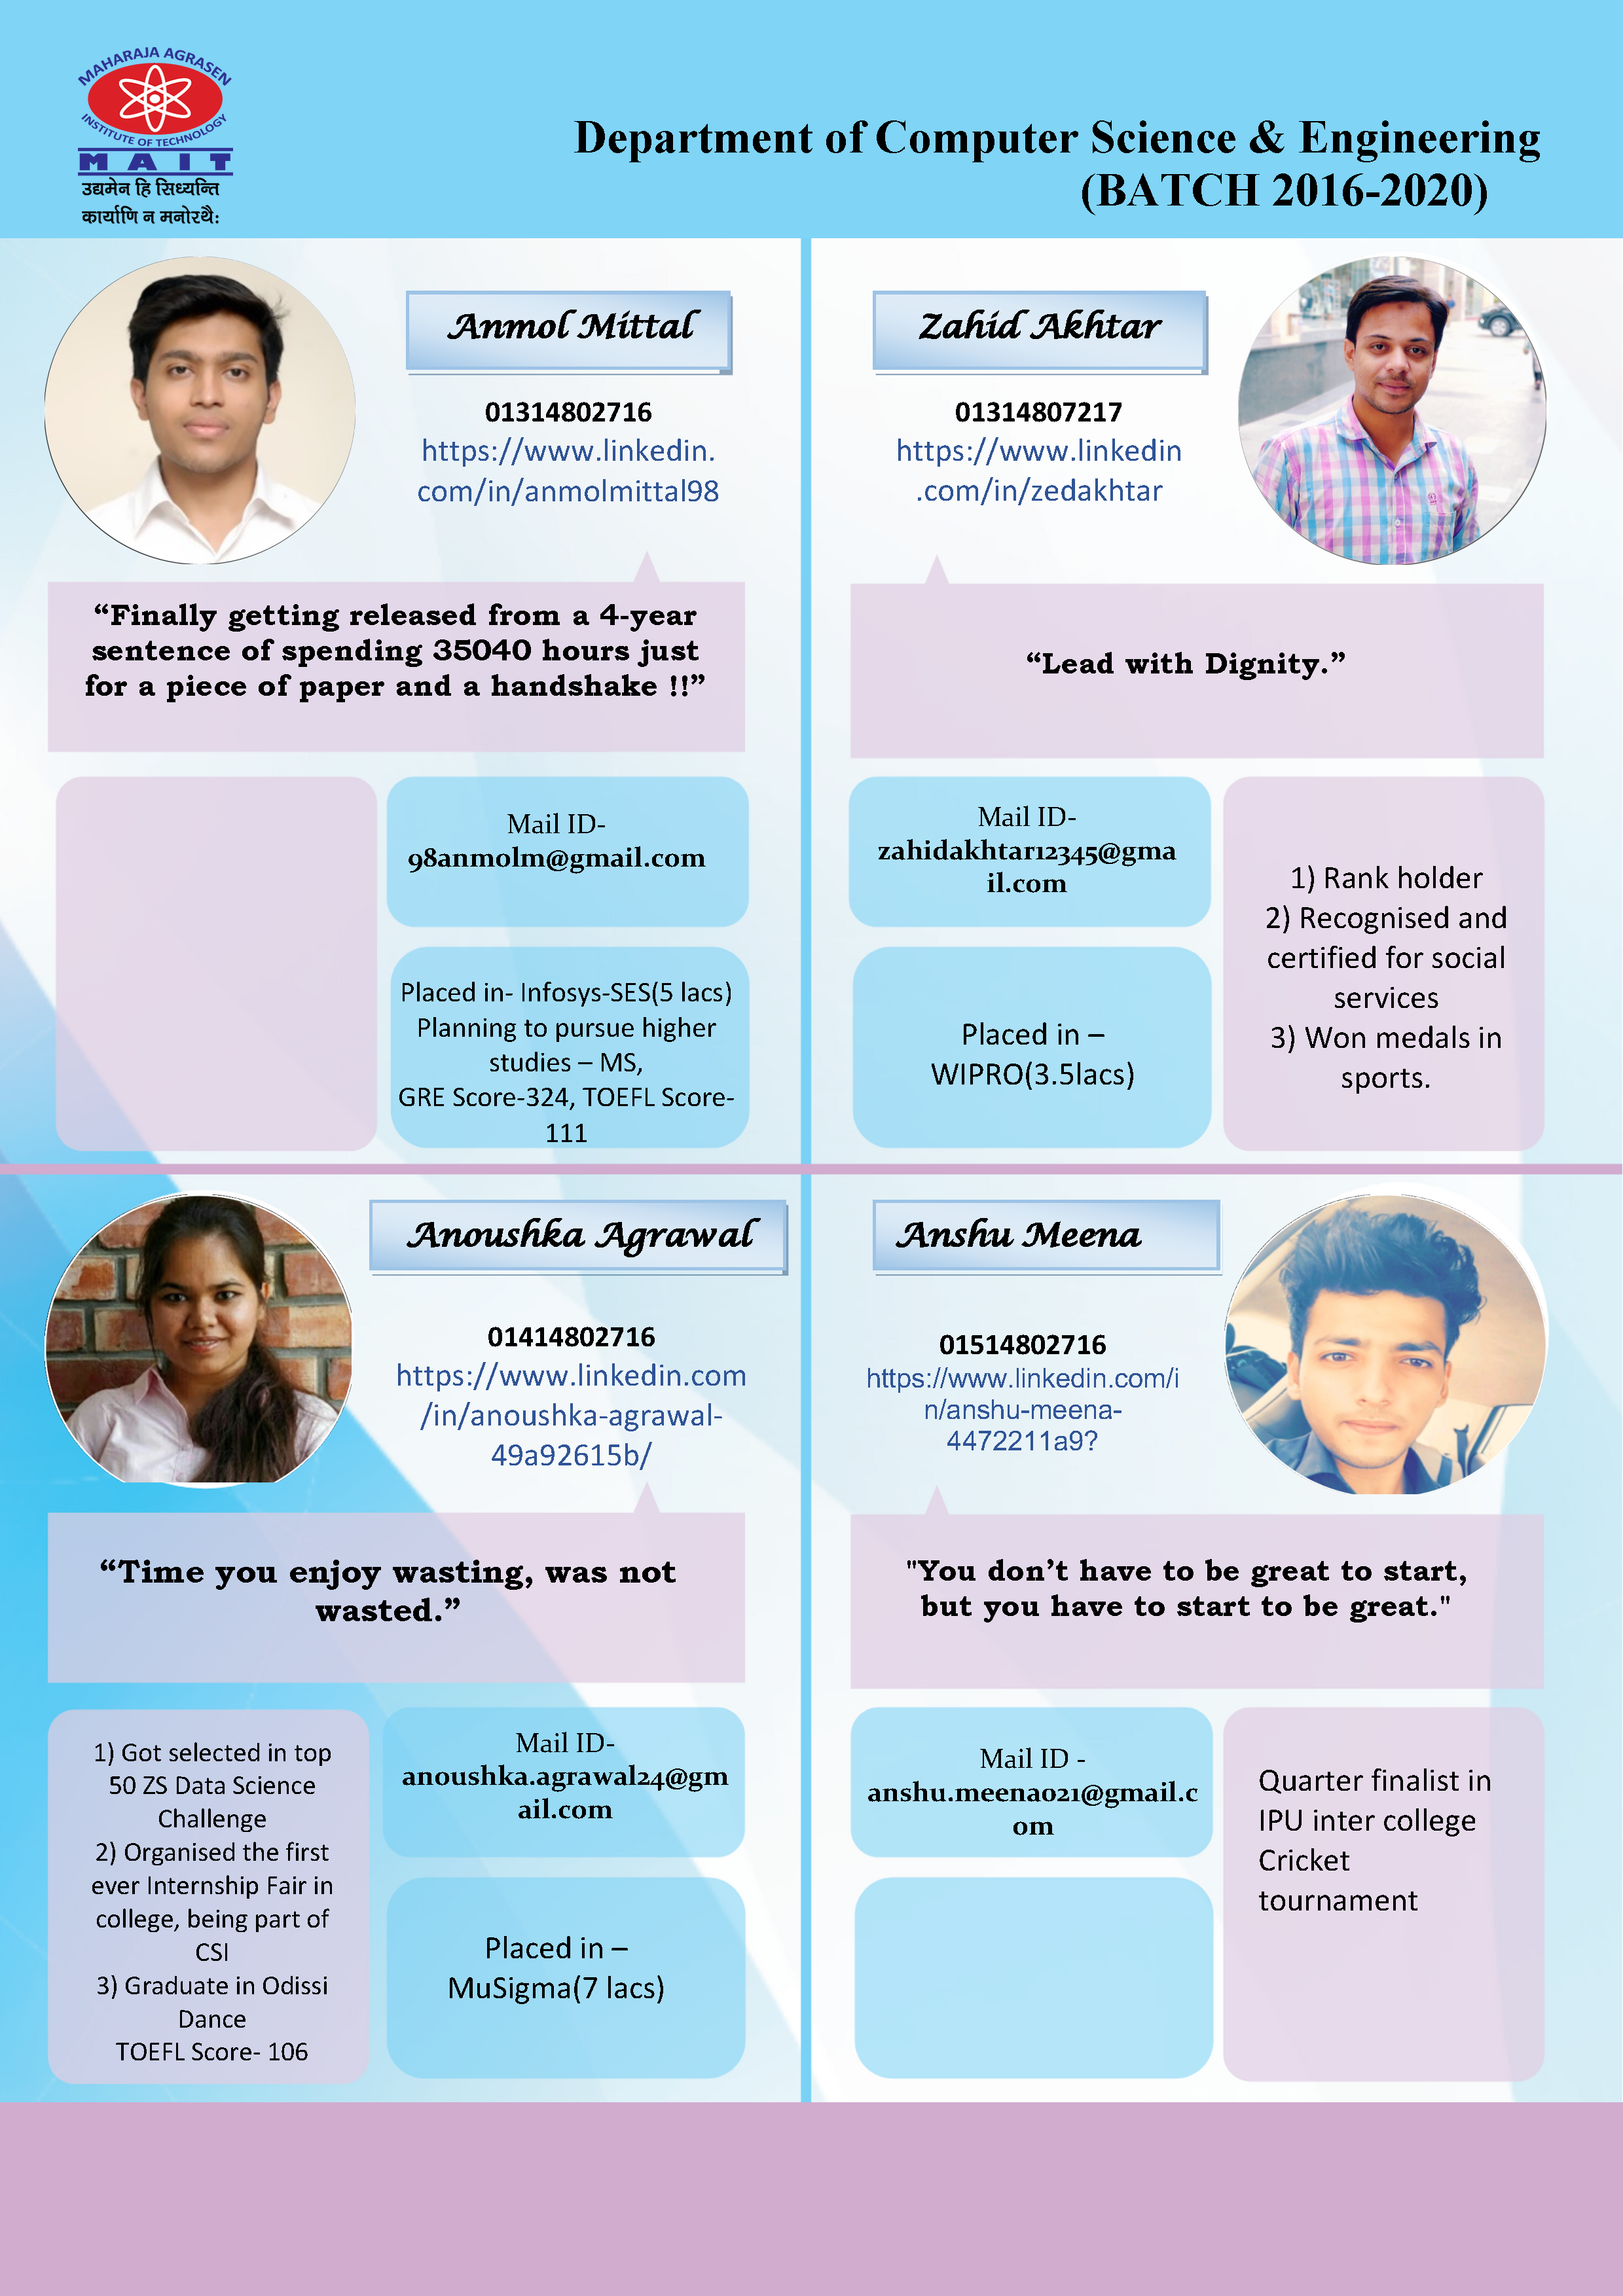 MAHARAJA AGRASEN
INSTITUTE OF TECHNOLOGY
MAIT
उद्यमेन हि सिध्यन्ति
कार्याणि न मनोरथैः
Department of Computer Science & Engineering
(BATCH 2016-2020)
Anmol Mittal
01314802716
https://www.linkedin.
com/in/anmolmittal98
“Finally getting released from a 4-year
sentence of spending 35040 hours just
for a piece of paper and a handshake !!”
Mail ID-
98anmolm@gmail.com
Placed in- Infosys-SES(5 lacs)
Planning to pursue higher
studies – MS,
GRE Score-324, TOEFL Score-
111
Zahid Akhtar
01314807217
https://www.linkedin
.com/in/zedakhtar
“Lead with Dignity.”
Mail ID-
zahidakhtar12345@gma
il.com
Placed in –
WIPRO(3.5lacs)
1) Rank holder
2) Recognised and
certified for social
services
3) Won medals in
sports.
Anoushka Agrawal
01414802716
https://www.linkedin.com
/in/anoushka-agrawal-
49a92615b/
“Time you enjoy wasting, was not
wasted.”
1) Got selected in top
50 ZS Data Science
Challenge
2) Organised the first
ever Internship Fair in
college, being part of
CSI
3) Graduate in Odissi
Dance
TOEFL Score- 106
Mail ID-
anoushka.agrawal24@gm
ail.com
Placed in –
MuSigma(7 lacs)
Anshu Meena
01514802716
https://www.linkedin.com/i
n/anshu-meena-
4472211a9?
"You don’t have to be great to start,
but you have to start to be great."
Mail ID -
anshu.meena021@gmail.c
om
Quarter finalist in
IPU inter college
Cricket
tournament